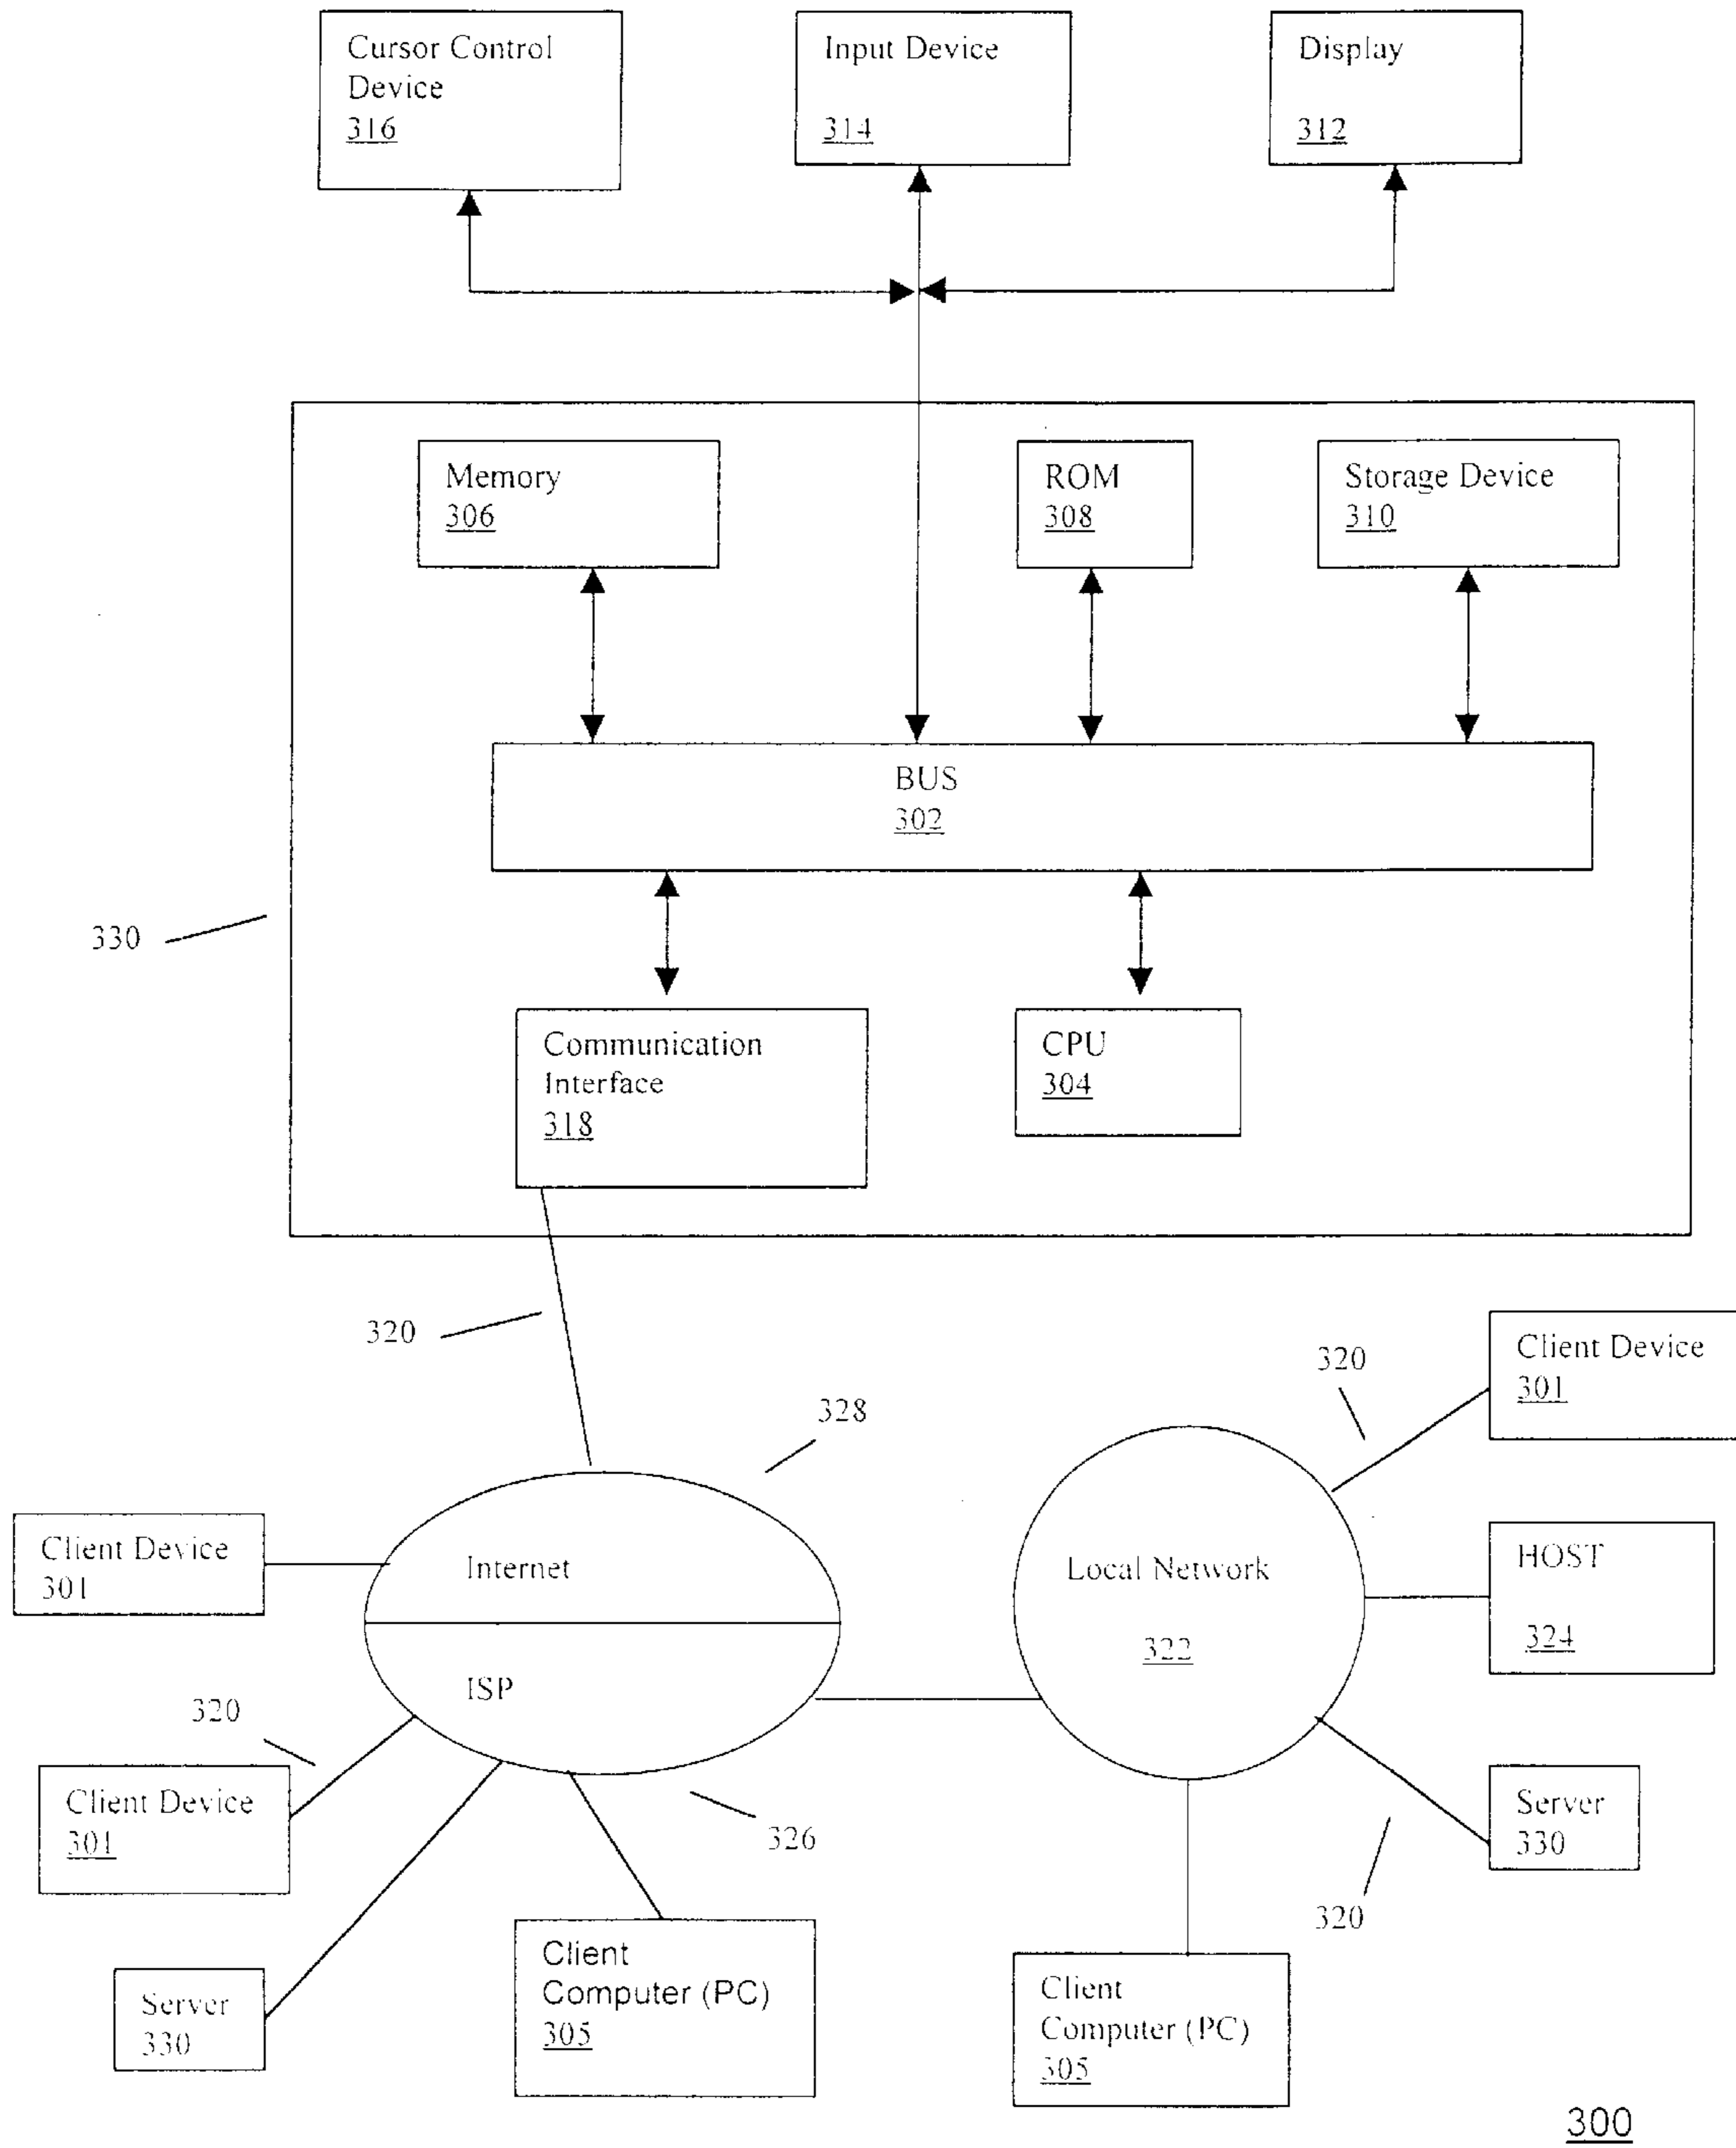 Cursor Control
Device
316
Input Device
314
Display
312
Memory
306
ROM
308
Storage Device
310
BUS
302
330
Communication
Interface
318
CPU
304
320
328
320
Client Device
301
Client Device
301
Internet
ISP
Local Network
322
HOST
324
320
Client Device
301
326
Server
330
320
Server
330
Client
Computer (PC)
305
Client
Computer (PC)
305
300